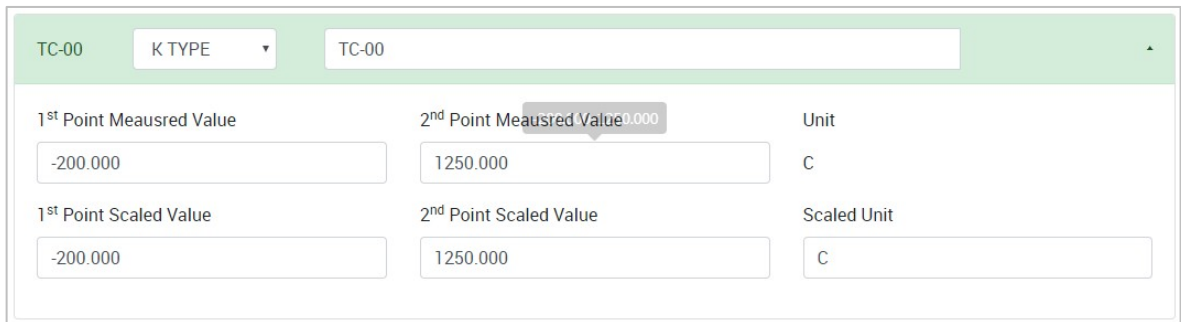 TC-00 K TYPE TC-00
1st Point Meausred Value 2nd Point Meausred Value Unit
-200.000 1250.000 C
1st Point Scaled Value 2nd Point Scaled Value Scaled Unit
-200.000 1250.000 C